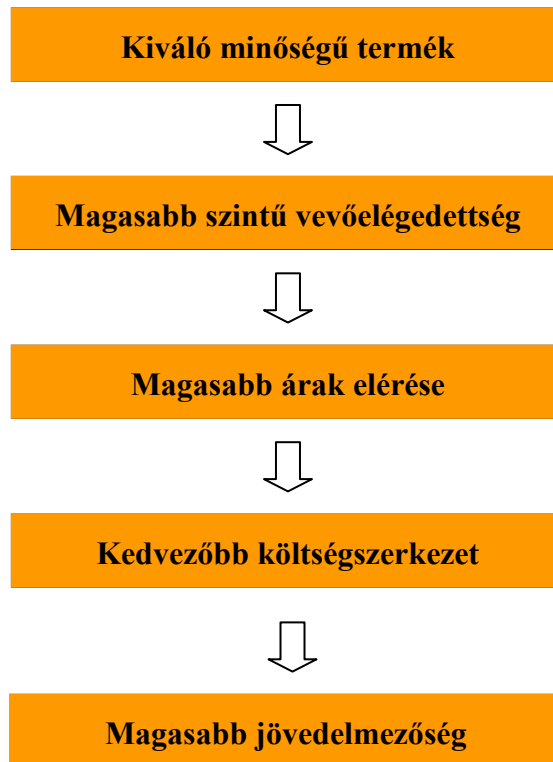 Kiváló minőségű termék
Magasabb szintű vevőelégedettség
Magasabb árak elérése
Kedvezőbb költségszerkezet
Magasabb jövedelmezőség